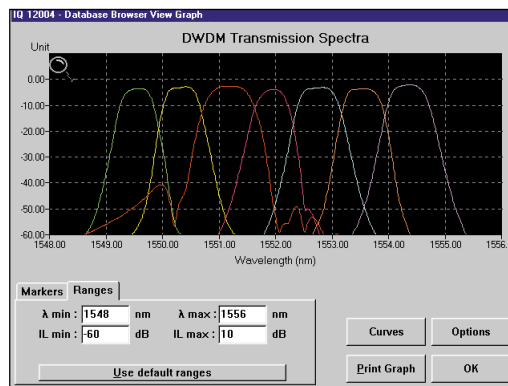 IQ 12004 - Database Browser View Graph
DWDM Transmission Spectra
Unit
0.00
-10.00
-20.00
-30.00
-40.00
-50.00
-60.00
1548.00 1549.00 1550.00 1551.00 1552.00 1553.00 1554.00 1555.00 1556.
Wavelength (nm)
Markers Ranges
λ min : 1548 nm λ max : 1556 nm
IL min : -60 dB IL max : 10 dB
Use default ranges
Curves Options
Print Graph OK